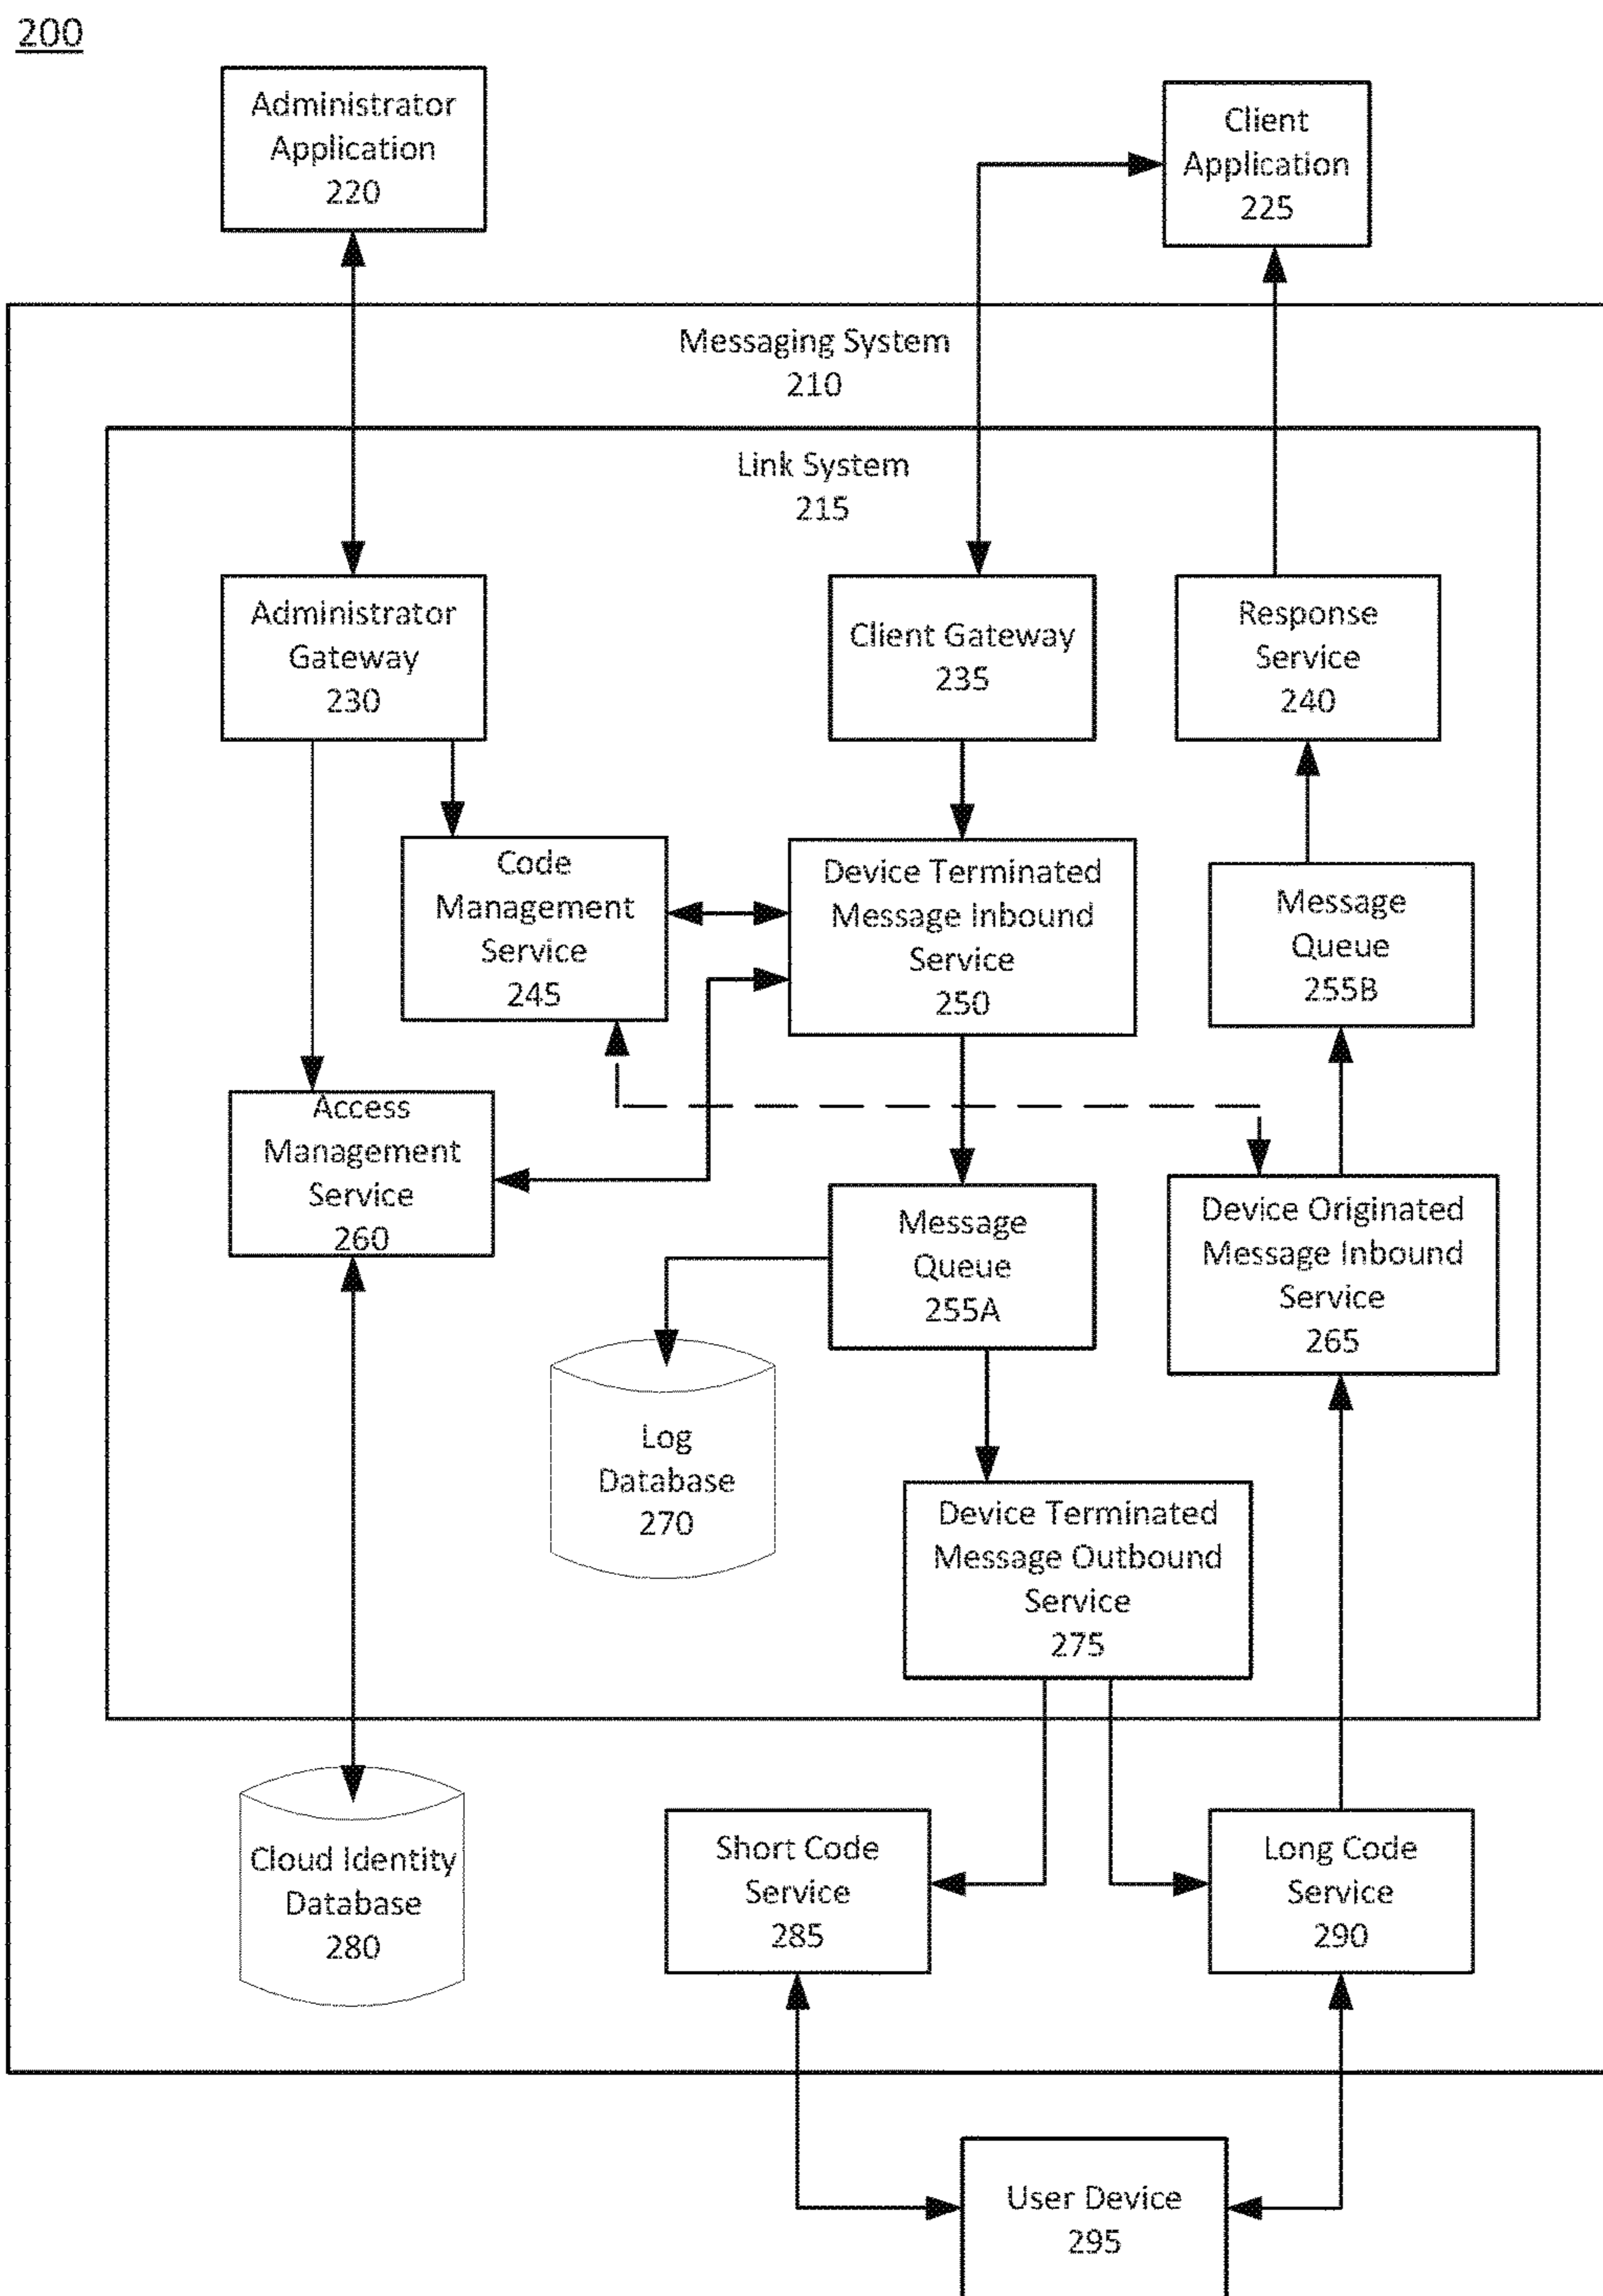 200
Administrator
Application
220
Client
Application
225
Messaging System
210
Link System
215
Administrator
Gateway
230
Client Gateway
235
Response
Service
240
Code
Management
Service
245
Device Terminated
Message Inbound
Service
250
Message
Queue
255B
Access
Management
Service
260
Message
Queue
255A
Device Originated
Message Inbound
Service
265
Log
Database
270
Device Terminated
Message Outbound
Service
275
Cloud Identity
Database
280
Short Code
Service
285
Long Code
Service
290
User Device
295